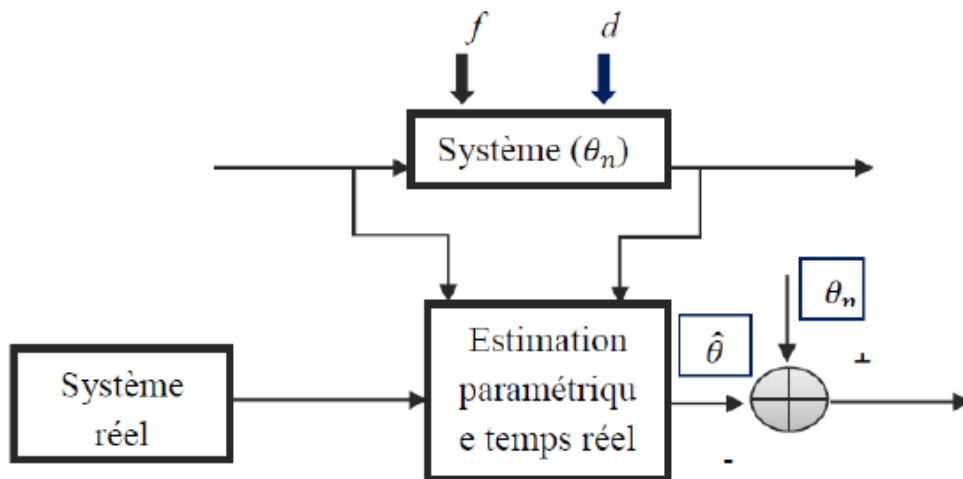 f
d
Système (θₙ)
Estimation
paramétriqu
e temps réel
Système
réel
θ̂
θₙ
+
-